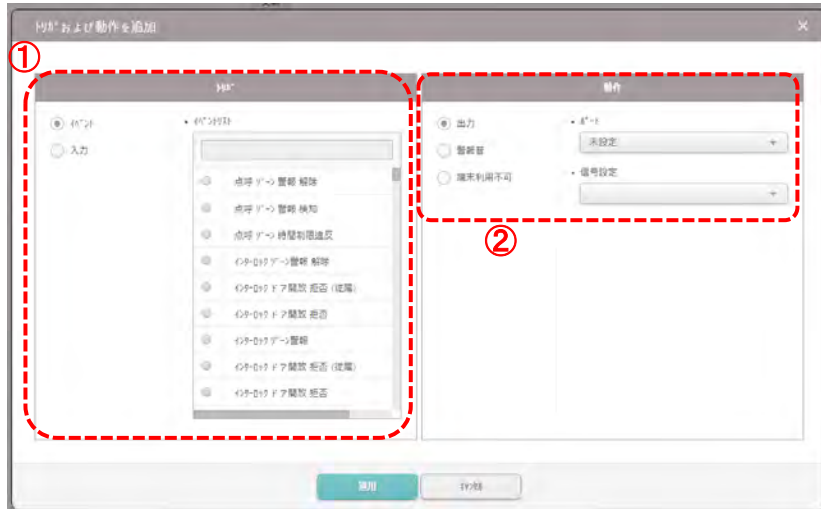 ﾄﾘｶﾞおよび動作を追加
×
①
ﾄﾘｶﾞ
ｲﾍﾞﾝﾄ
入力
• ｲﾍﾞﾝﾄﾘｽﾄ
点呼 ｿﾞｰﾝ 警報 解除
点呼 ｿﾞｰﾝ 警報 検知
点呼 ｿﾞｰﾝ 時間制限違反
ｲﾝﾀｰﾛｯｸ ｿﾞｰﾝ警報 解除
ｲﾝﾀｰﾛｯｸ ドア開放 拒否 (従属)
ｲﾝﾀｰﾛｯｸ ドア開放 拒否
ｲﾝﾀｰﾛｯｸ ｿﾞｰﾝ警報
ｲﾝﾀｰﾛｯｸ ドア開放 拒否 (従属)
ｲﾝﾀｰﾛｯｸ ドア開放 拒否
動作
出力
警報音
端末利用不可
• ﾎﾟｰﾄ
未設定
• 信号設定
②
適用
ｷｬﾝｾﾙ